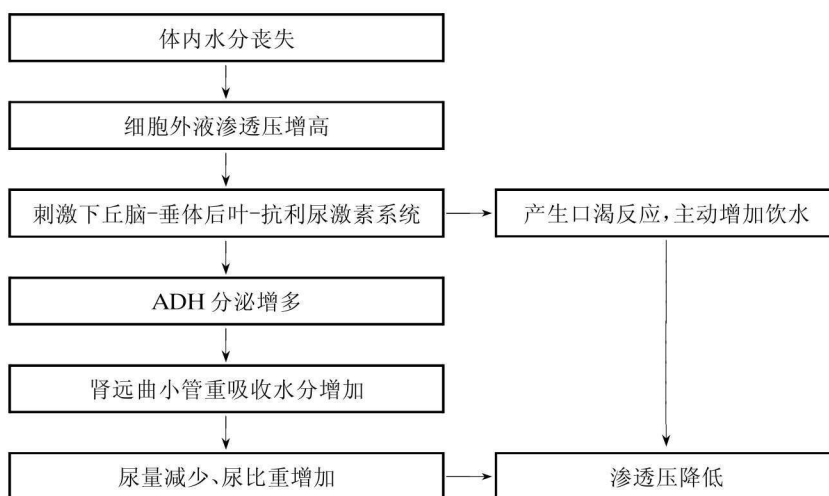 体内水分丧失
细胞外液渗透压增高
刺激下丘脑-垂体后叶-抗利尿激素系统
产生口渴反应,主动增加饮水
ADH 分泌增多
肾远曲小管重吸收水分增加
尿量减少、尿比重增加
渗透压降低